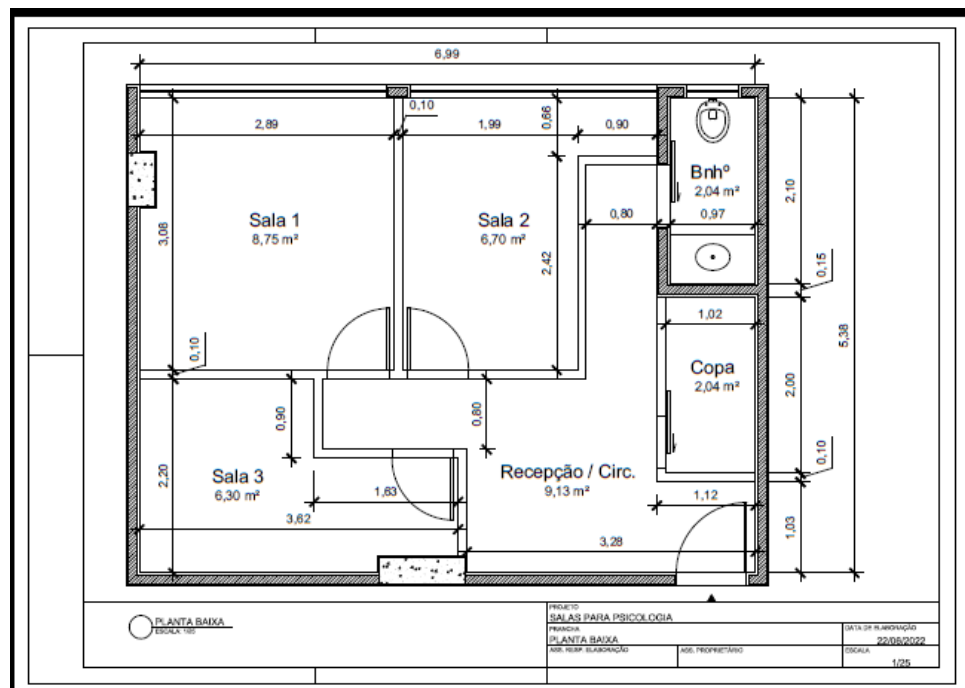 6,99
2,89
0,10
1,99
0,66
0,90
Bnhº
2,04 m²
2,10
0,80
0,97
Sala 1
8,75 m²
Sala 2
6,70 m²
3,08
2,42
0,15
1,02
5,38
0,10
Copa
2,04 m²
2,00
0,90
0,80
0,10
Sala 3
6,30 m²
2,20
Recepção / Circ.
9,13 m²
1,63
1,12
3,62
3,28
1,03
PLANTA BAIXA
PROJETO
SALAS PARA PSICOLOGIA
PRANCHA
PLANTA BAIXA
DATA DE ELABORAÇÃO
22/06/2022
ASS. RESP. ELABORAÇÃO
ASS. PROPRIETÁRIO
ESCALA
1/25